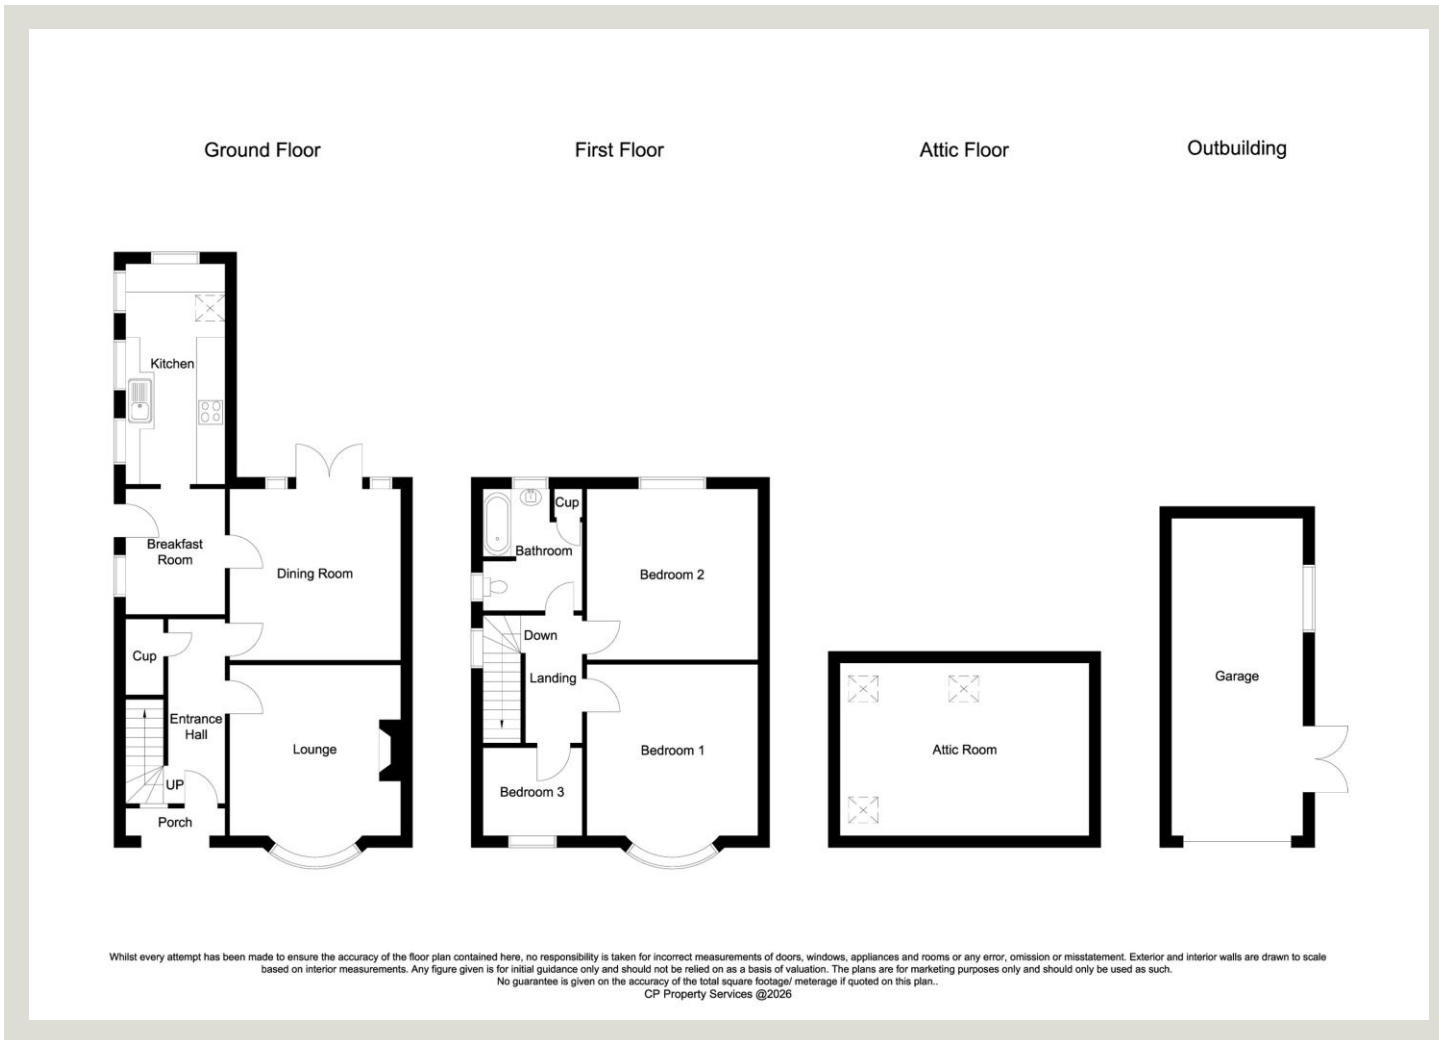 Ground Floor
First Floor
Attic Floor
Outbuilding
Kitchen
Breakfast
Room
Dining Room
Cup
Entrance
Hall
Lounge
UP
Porch
Cup
Bathroom
Bedroom 2
Down
Landing
Bedroom 1
Bedroom 3
Attic Room
Garage
Whilst every attempt has been made to ensure the accuracy of the floor plan contained here, no responsibility is taken for incorrect measurements of doors, windows, appliances and rooms or any error, omission or misstatement. Exterior and interior walls are drawn to scale
based on interior measurements. Any figure given is for initial guidance only and should not be relied on as a basis of valuation. The plans are for marketing purposes only and should only be used as such.
No guarantee is given on the accuracy of the total square footage/ meterage if quoted on this plan..
CP Property Services @2026